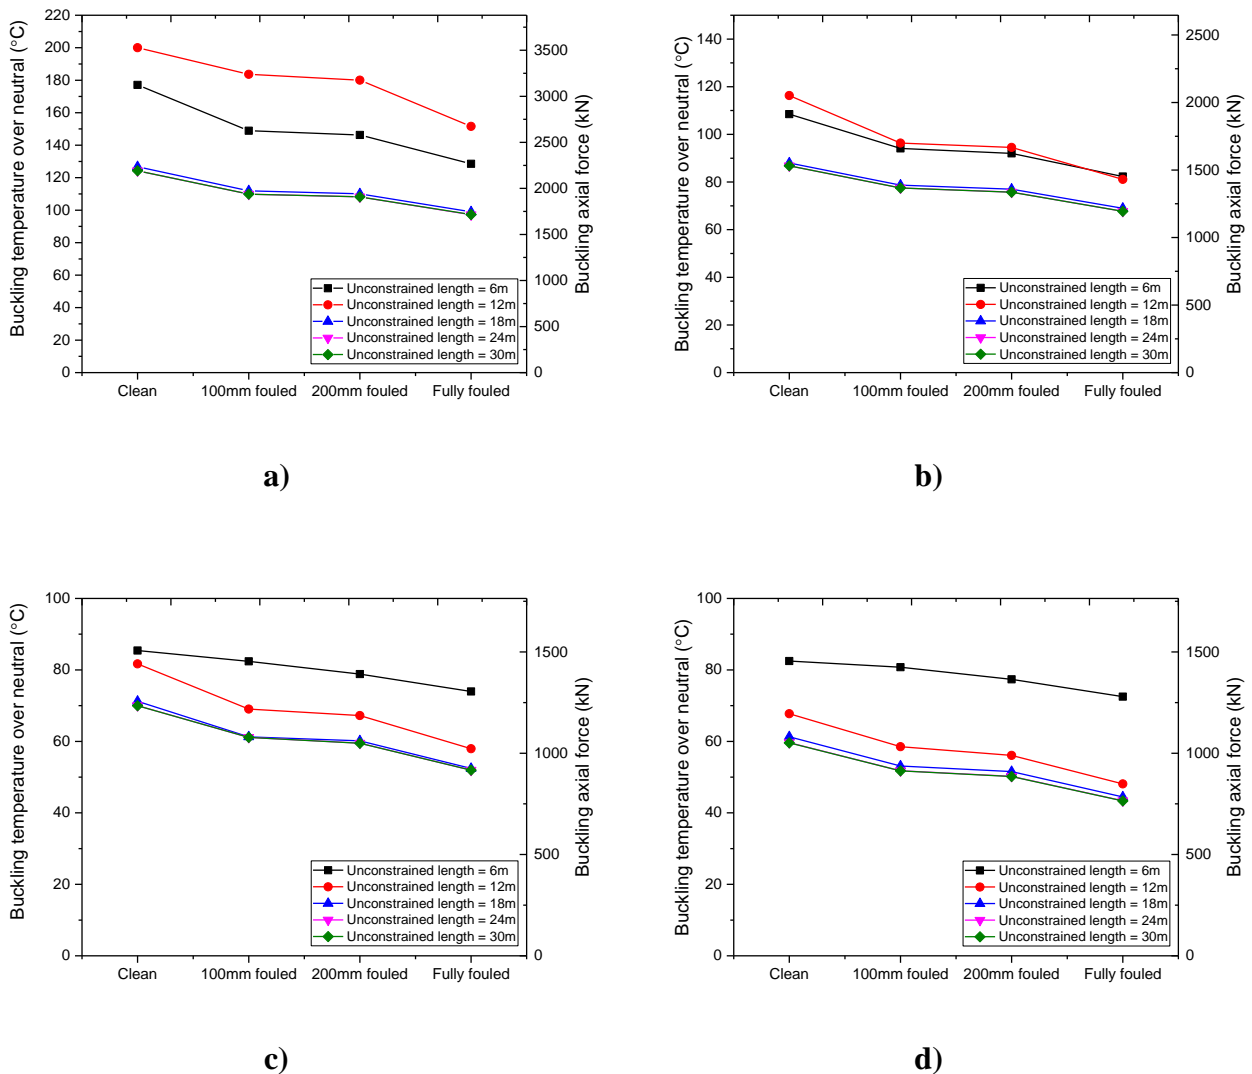 Buckling temperature over neutral (°C)
220
200
180
160
140
120
100
80
60
40
20
0
Clean
100mm fouled
200mm fouled
Fully fouled
3500
3000
2500
2000
1500
1000
500
0
Buckling axial force (kN)
Unconstrained length = 6m
Unconstrained length = 12m
Unconstrained length = 18m
Unconstrained length = 24m
Unconstrained length = 30m
a)
Buckling temperature over neutral (°C)
140
120
100
80
60
40
20
0
Clean
100mm fouled
200mm fouled
Fully fouled
2500
2000
1500
1000
500
0
Buckling axial force (kN)
Unconstrained length = 6m
Unconstrained length = 12m
Unconstrained length = 18m
Unconstrained length = 24m
Unconstrained length = 30m
b)
Buckling temperature over neutral (°C)
100
80
60
40
20
0
Clean
100mm fouled
200mm fouled
Fully fouled
1500
1000
500
0
Buckling axial force (kN)
Unconstrained length = 6m
Unconstrained length = 12m
Unconstrained length = 18m
Unconstrained length = 24m
Unconstrained length = 30m
c)
Buckling temperature over neutral (°C)
100
80
60
40
20
0
Clean
100mm fouled
200mm fouled
Fully fouled
1500
1000
500
0
Buckling axial force (kN)
Unconstrained length = 6m
Unconstrained length = 12m
Unconstrained length = 18m
Unconstrained length = 24m
Unconstrained length = 30m
d)